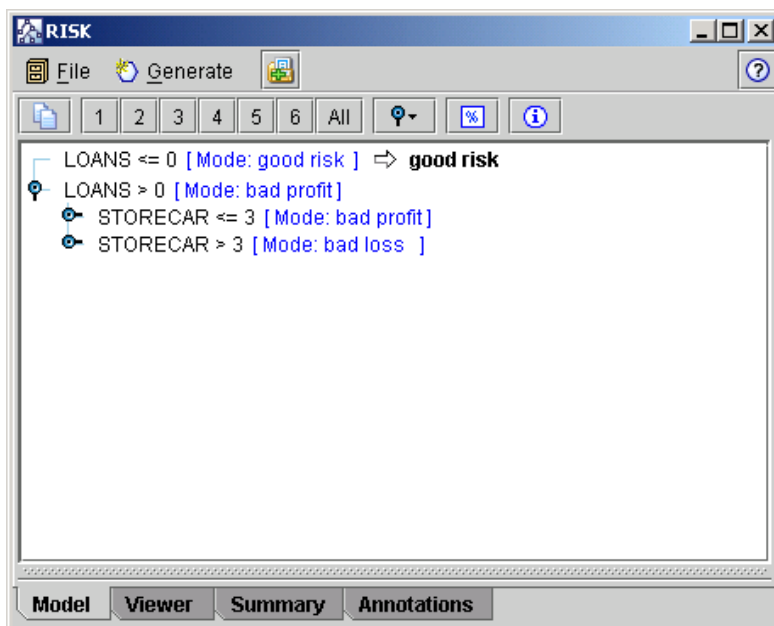 RISK
File Generate
1 2 3 4 5 6 All %
LOANS <= 0 [ Mode: good risk ] ⇨ good risk
LOANS > 0 [ Mode: bad profit ]
STORECAR <= 3 [ Mode: bad profit ]
STORECAR > 3 [ Mode: bad loss ]
Model Viewer Summary Annotations